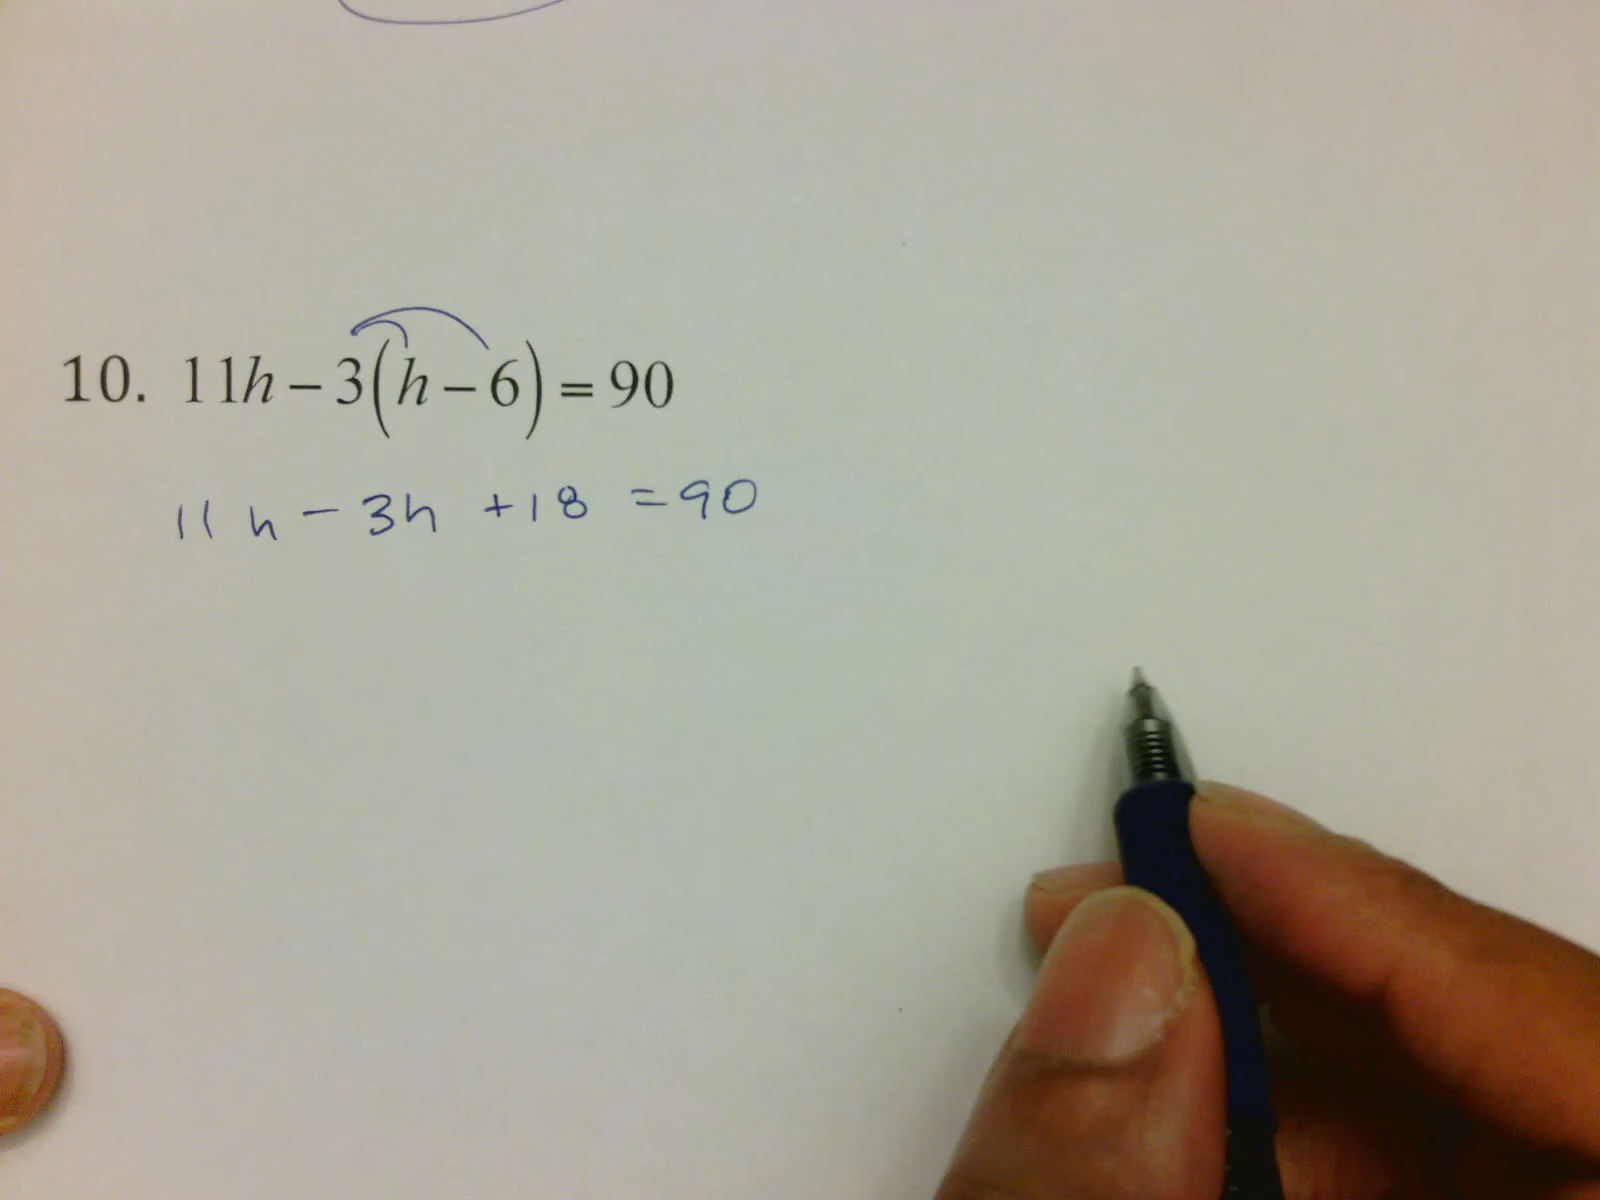 10. 11h – 3(h – 6) = 90
11h – 3h + 18 = 90